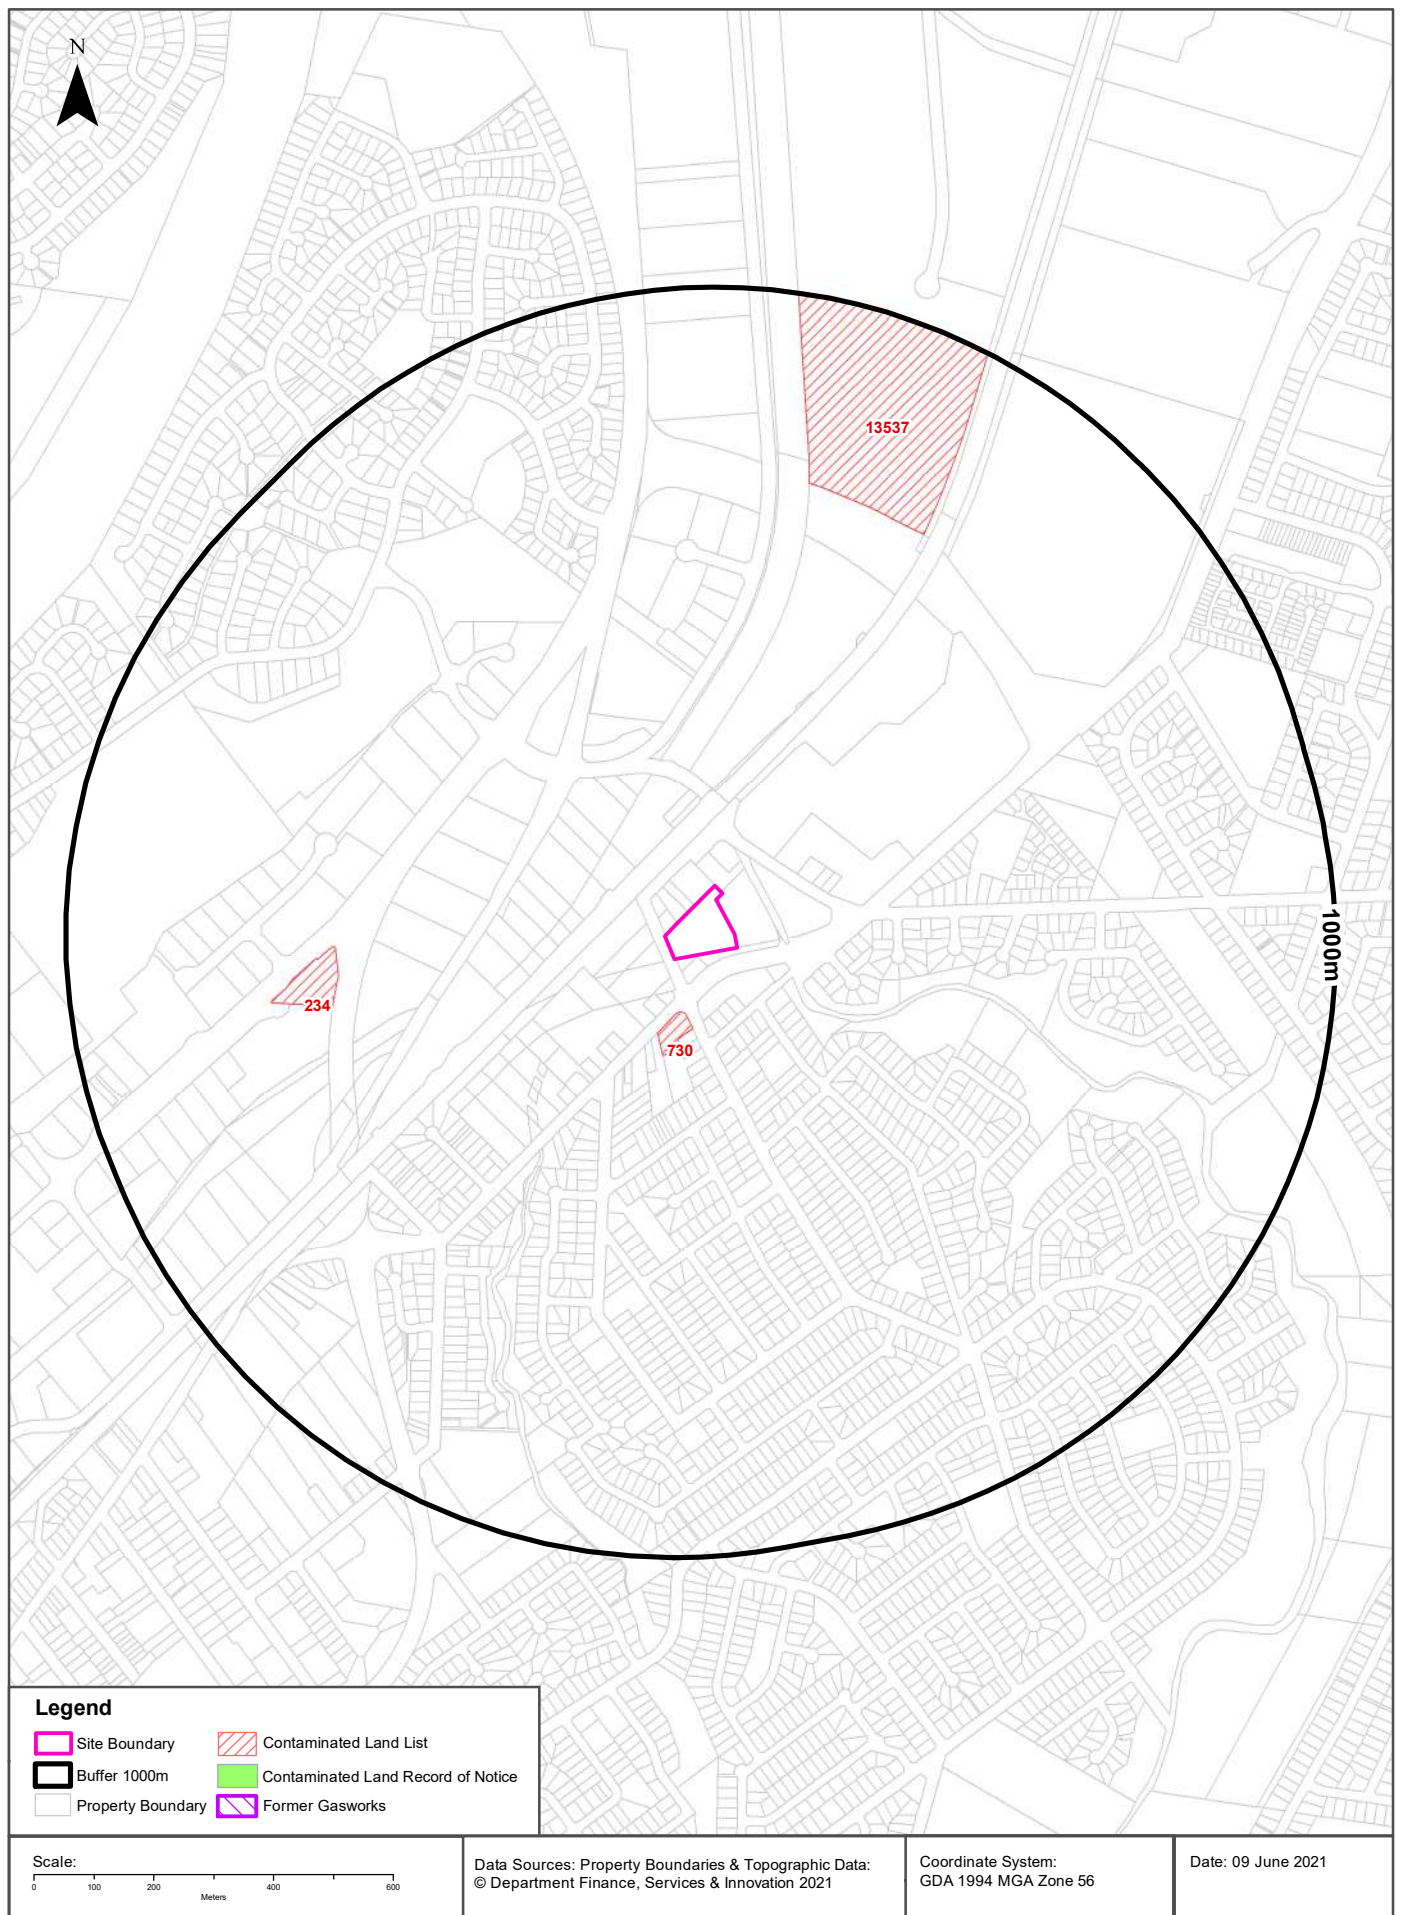 N
13537
1000m
234
730
Legend
Site Boundary
Contaminated Land List
Buffer 1000m
Contaminated Land Record of Notice
Property Boundary
Former Gasworks
Scale:
0 100 200 400 600
Meters
Data Sources: Property Boundaries & Topographic Data:
© Department Finance, Services & Innovation 2021
Coordinate System:
GDA 1994 MGA Zone 56
Date: 09 June 2021